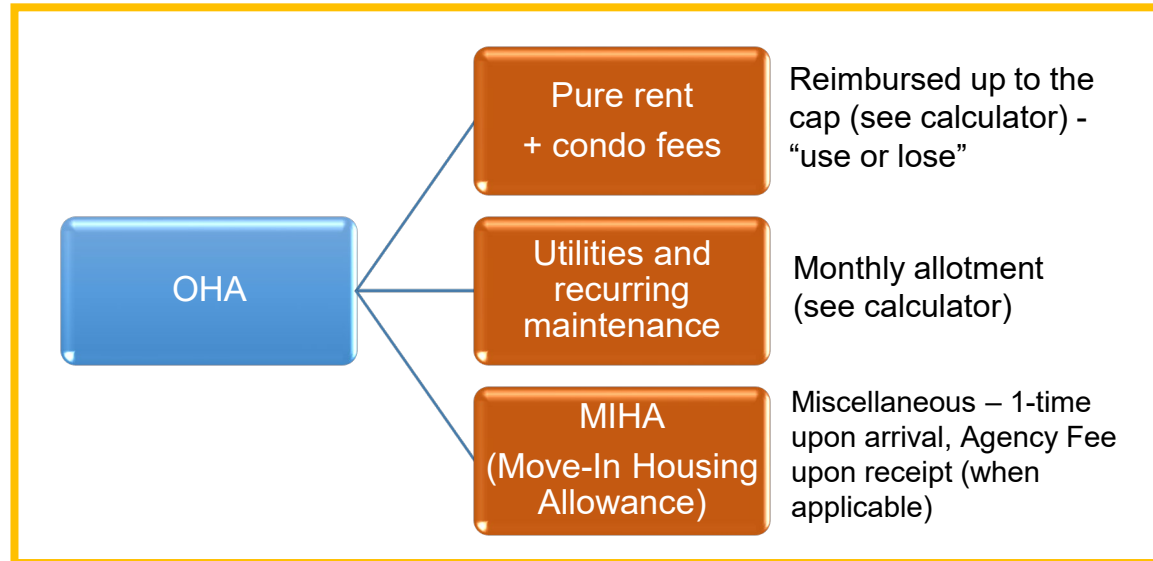 Pure rent
+ condo fees
Reimbursed up to the
cap (see calculator) -
“use or lose”
OHA
Utilities and
recurring
maintenance
Monthly allotment
(see calculator)
MIHA
(Move-In Housing
Allowance)
Miscellaneous – 1-time
upon arrival, Agency Fee
upon receipt (when
applicable)